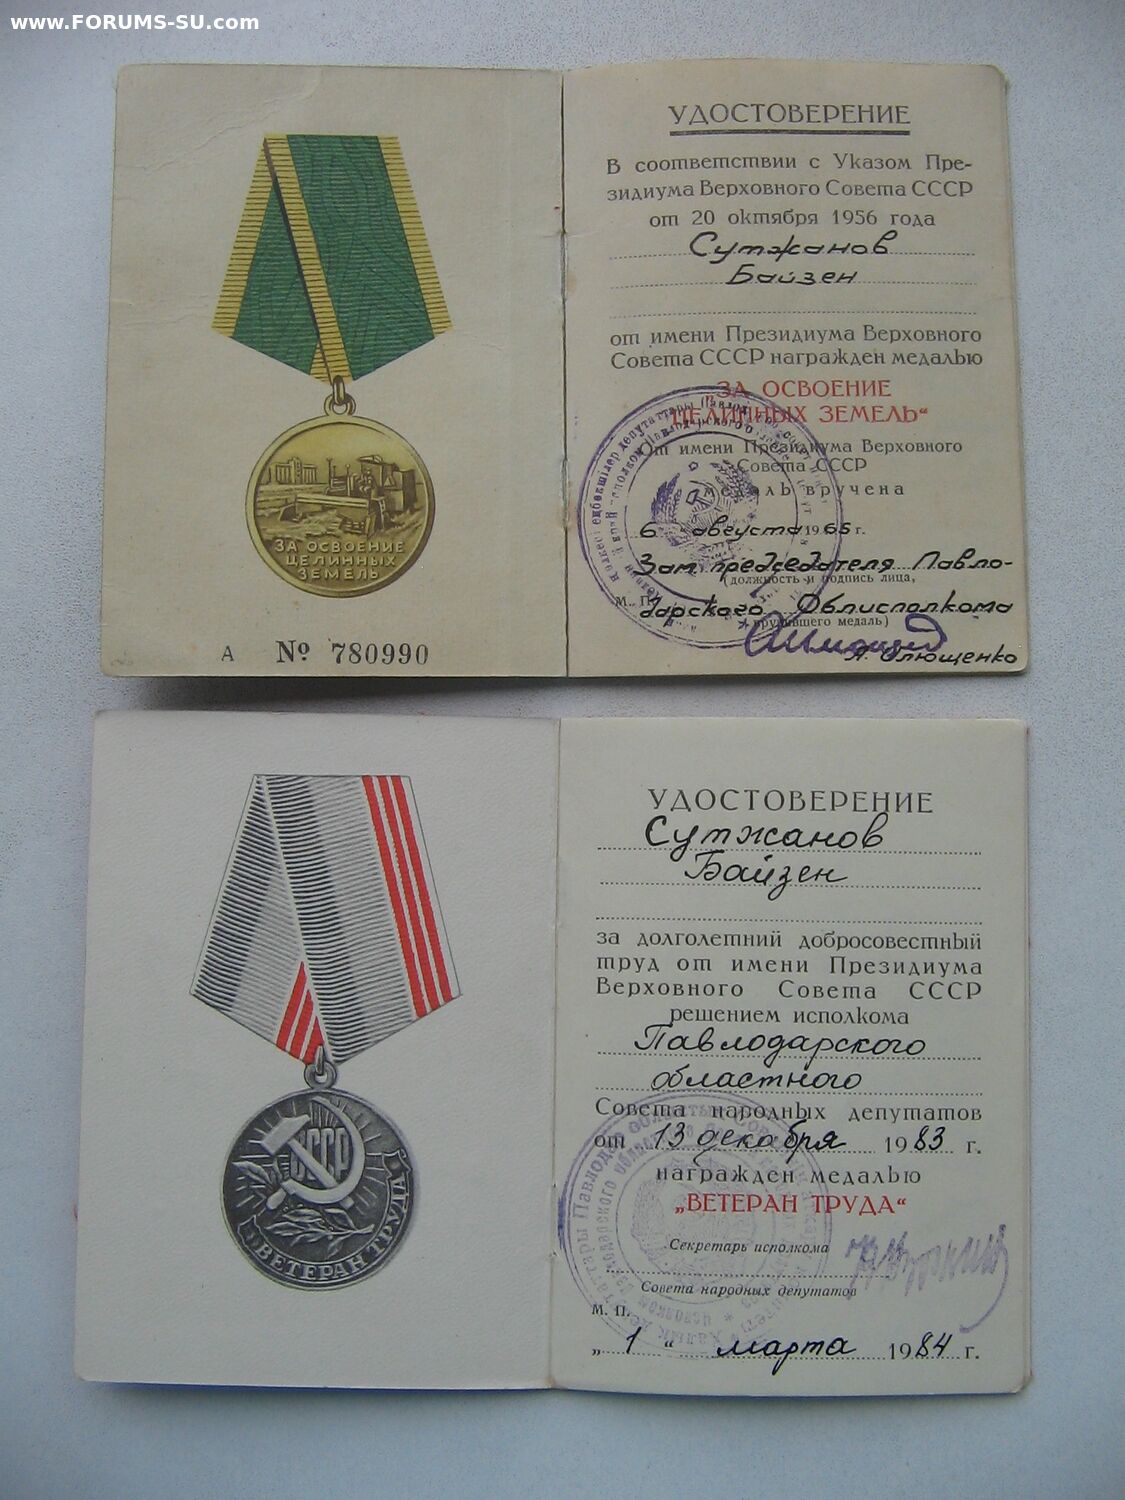 www.FORUMS-SU.com
УДОСТОВЕРЕНИЕ
В соответствии с Указом Пре-
зидиума Верховного Совета СССР
от 20 октября 1956 года
Сутжанов
Байзен
от имени Президиума Верховного
Совета СССР награжден медалью
„ЗА ОСВОЕНИЕ
ЦЕЛИННЫХ ЗЕМЕЛЬ“
От имени Президиума Верховного
Совета СССР
медаль вручена
6 августа 1965 г.
Зам. председателя Павло-
(должность и подпись лица,
М. П. дарского Облисполкома
вручившего медаль)
ЗА ОСВОЕНИЕ
ЦЕЛИННЫХ
ЗЕМЕЛЬ
А № 780990
УДОСТОВЕРЕНИЕ
Сутжанов
Байзен
за долголетний добросовестный
труд от имени Президиума
Верховного Совета СССР
решением исполкома
Павлодарского
областного
Совета народных депутатов
от 13 декабря 1983 г.
награжден медалью
„ВЕТЕРАН ТРУДА“
Секретарь исполкома
Совета народных депутатов
М. П.
„ 1 “ марта 1984 г.
СССР
ВЕТЕРАН ТРУДА